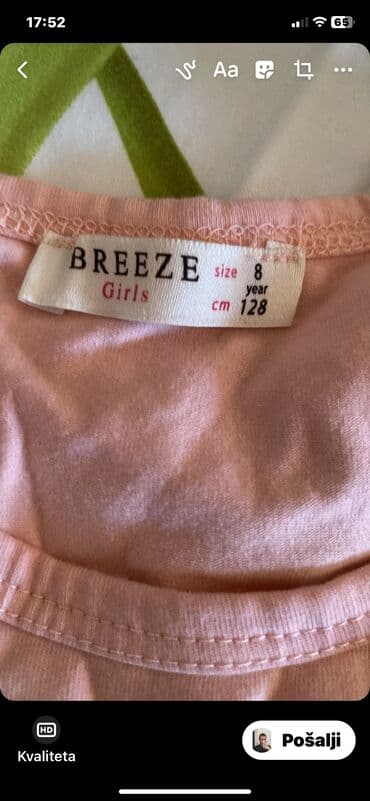 17:52
65
Aa
BREEZE size 8
year
Girls cm 128
HD
Kvaliteta
Pošalji